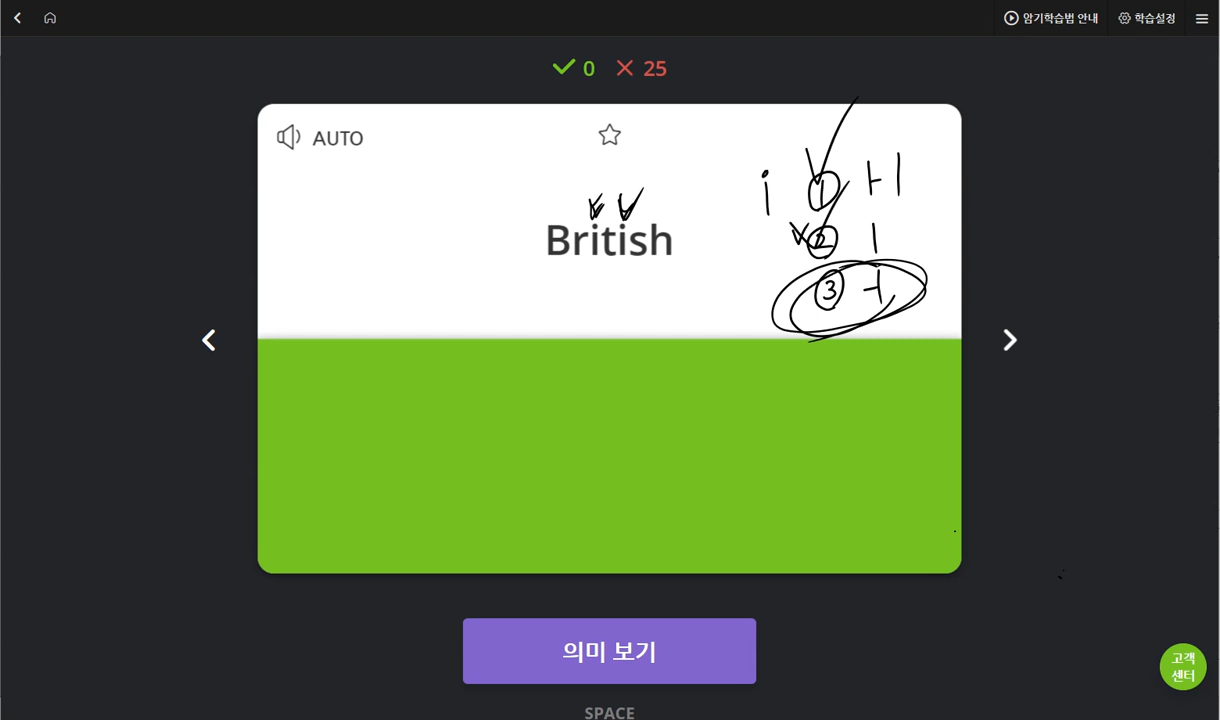 암기학습법 안내 학습설정
0 25
AUTO
British
i ① ㅏㅣ
② ㅣ
③ ㅓ
의미 보기
고객
센터
SPACE